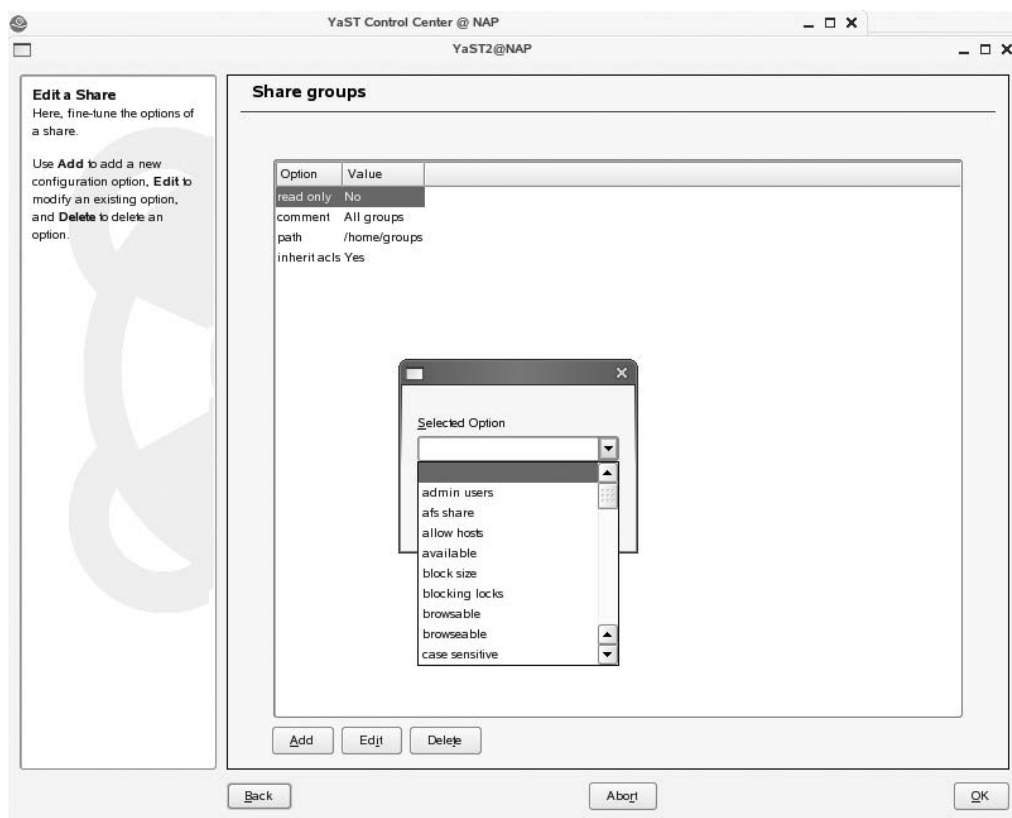 YaST Control Center @ NAP
YaST2@NAP
Edit a Share
Here, fine-tune the options of
a share.
Use Add to add a new
configuration option, Edit to
modify an existing option,
and Delete to delete an
option.
Share groups
Option Value
read only No
comment All groups
path /home/groups
inherit acls Yes
Selected Option
admin users
afs share
allow hosts
available
block size
blocking locks
browsable
browseable
case sensitive
Add Edit Delete
Back Abort OK